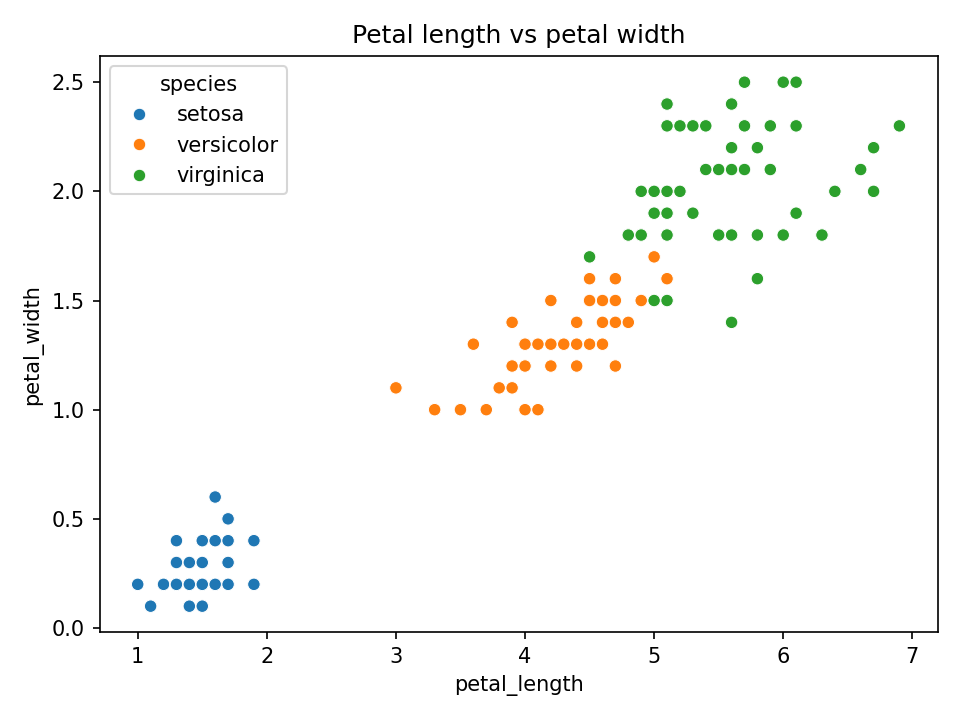 Petal length vs petal width
species
setosa
versicolor
virginica
petal_width
2.5
2.0
1.5
1.0
0.5
0.0
1 2 3 4 5 6 7
petal_length